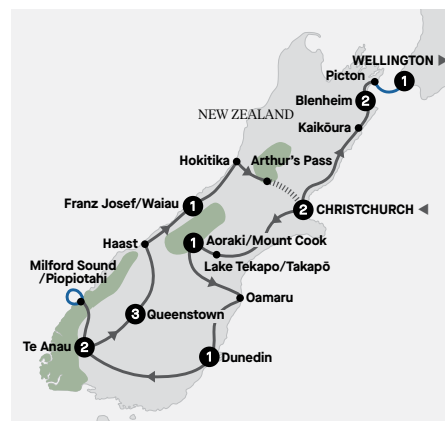 WELLINGTON
1
Picton
Blenheim 2
NEW ZEALAND
Kaikōura
Hokitika
Arthur's Pass
Franz Josef/Waiau 1
2 CHRISTCHURCH
1 Aoraki/Mount Cook
Haast
Lake Tekapo/Takapō
Milford Sound
/Piopiotahi
Oamaru
3 Queenstown
Te Anau 2
1 Dunedin